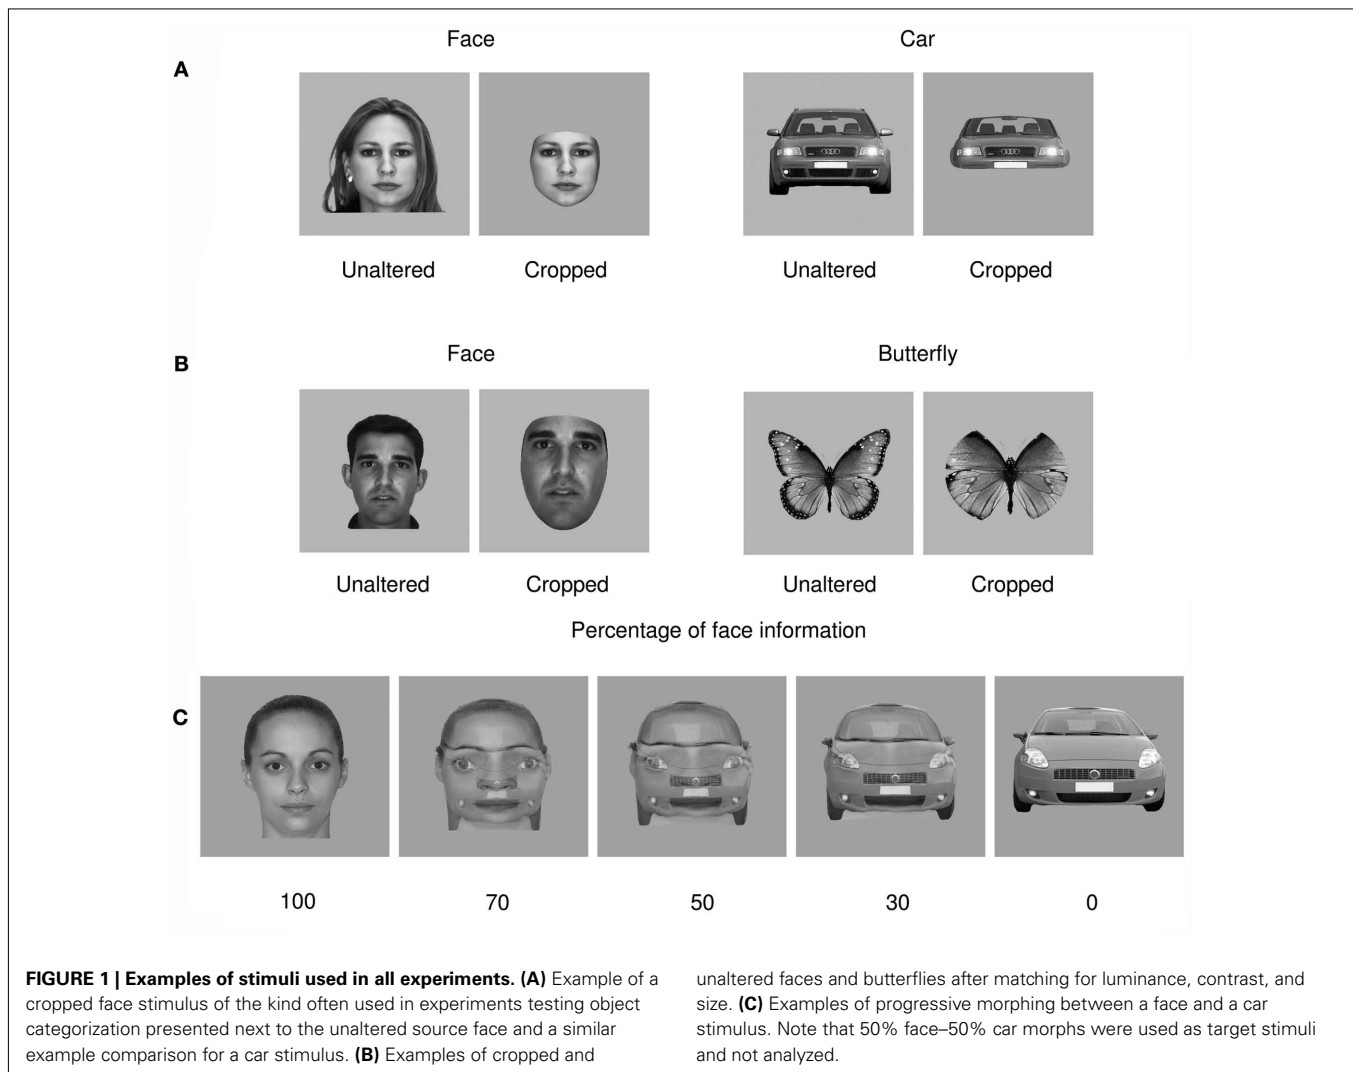 Face Car
A
Unaltered Cropped Unaltered Cropped
Face Butterfly
B
Unaltered Cropped Unaltered Cropped
Percentage of face information
C
100 70 50 30 0
FIGURE 1 | Examples of stimuli used in all experiments. (A) Example of a
cropped face stimulus of the kind often used in experiments testing object
categorization presented next to the unaltered source face and a similar
example comparison for a car stimulus. (B) Examples of cropped and
unaltered faces and butterflies after matching for luminance, contrast, and
size. (C) Examples of progressive morphing between a face and a car
stimulus. Note that 50% face–50% car morphs were used as target stimuli
and not analyzed.